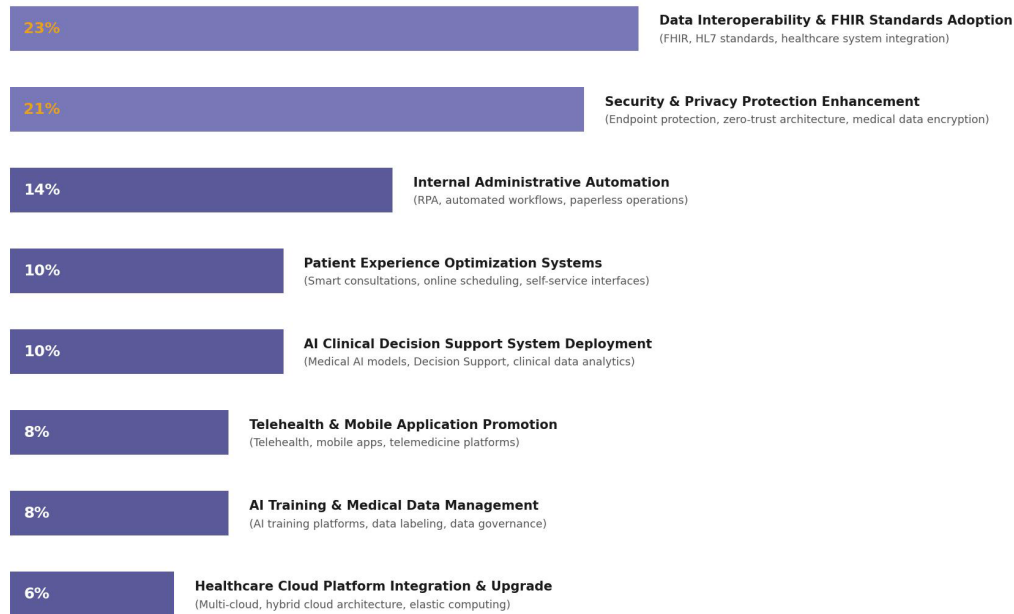 23%
Data Interoperability & FHIR Standards Adoption
(FHIR, HL7 standards, healthcare system integration)
21%
Security & Privacy Protection Enhancement
(Endpoint protection, zero-trust architecture, medical data encryption)
14%
Internal Administrative Automation
(RPA, automated workflows, paperless operations)
10%
Patient Experience Optimization Systems
(Smart consultations, online scheduling, self-service interfaces)
10%
AI Clinical Decision Support System Deployment
(Medical AI models, Decision Support, clinical data analytics)
8%
Telehealth & Mobile Application Promotion
(Telehealth, mobile apps, telemedicine platforms)
8%
AI Training & Medical Data Management
(AI training platforms, data labeling, data governance)
6%
Healthcare Cloud Platform Integration & Upgrade
(Multi-cloud, hybrid cloud architecture, elastic computing)